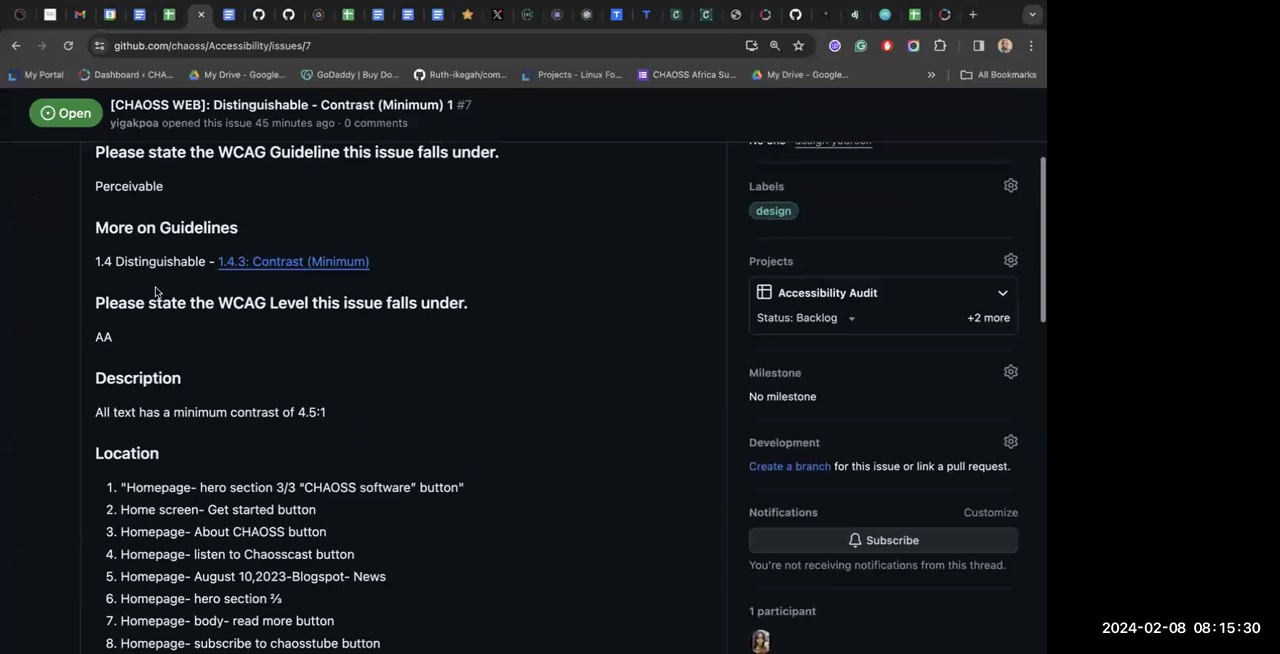 github.com/chaoss/Accessibility/issues/7
My Portal
Dashboard ‹ CHA...
My Drive - Google...
GoDaddy | Buy Do...
Ruth-ikegah/com...
Projects - Linux Fo...
CHAOSS Africa Su...
My Drive - Google...
»
All Bookmarks
Open
[CHAOSS WEB]: Distinguishable - Contrast (Minimum) 1 #7
yigakpoa opened this issue 45 minutes ago · 0 comments
Please state the WCAG Guideline this issue falls under.
Perceivable
More on Guidelines
1.4 Distinguishable - 1.4.3: Contrast (Minimum)
Please state the WCAG Level this issue falls under.
AA
Description
All text has a minimum contrast of 4.5:1
Location
1. "Homepage- hero section 3/3 “CHAOSS software” button"
2. Home screen- Get started button
3. Homepage- About CHAOSS button
4. Homepage- listen to Chaosscast button
5. Homepage- August 10,2023-Blogspot- News
6. Homepage- hero section ⅔
7. Homepage- body- read more button
8. Homepage- subscribe to chaosstube button
Labels
design
Projects
Accessibility Audit
Status: Backlog
+2 more
Milestone
No milestone
Development
Create a branch for this issue or link a pull request.
Notifications
Customize
Subscribe
You're not receiving notifications from this thread.
1 participant
2024-02-08 08:15:30